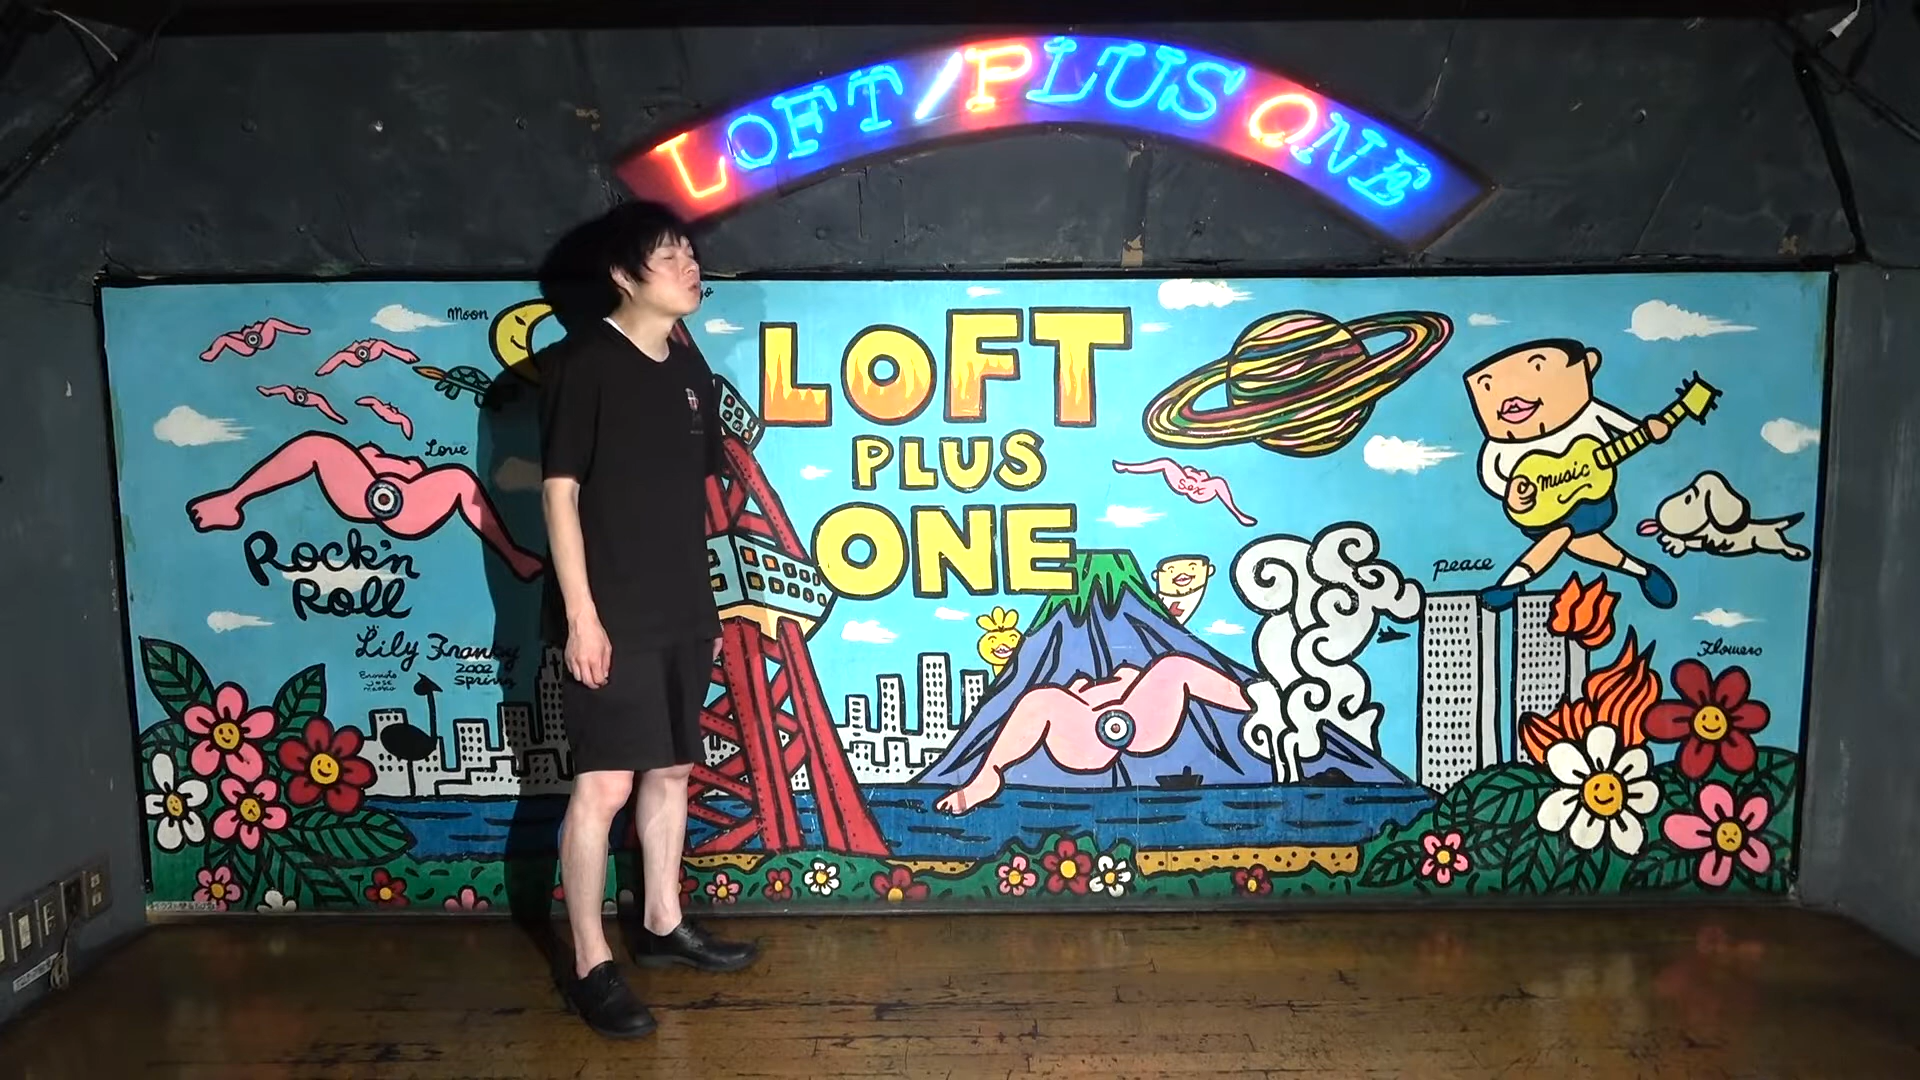 LOFT/PLUS ONE
Moon
LOFT
PLUS
ONE
Love
Rock'n
Roll
Lily Franky
2002
Spring
sex
music
peace
Flowers